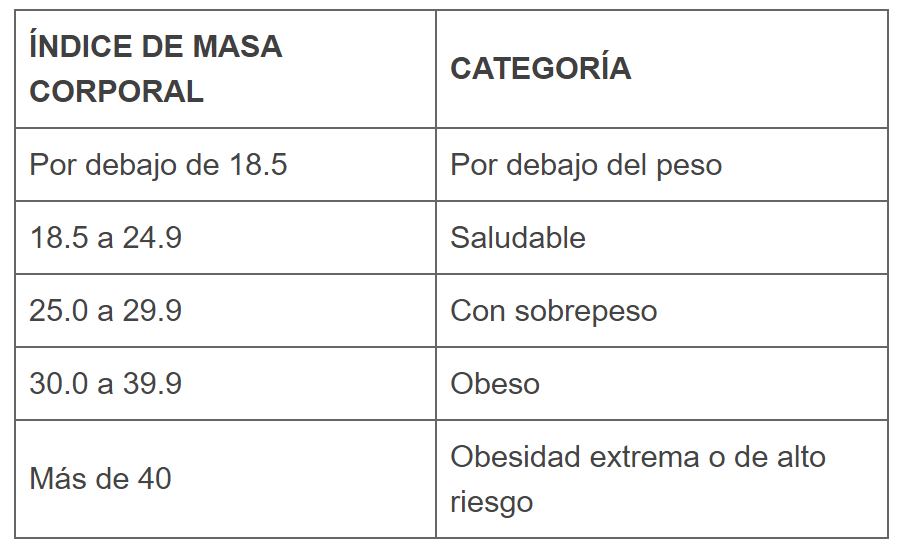 ÍNDICE DE MASA
CORPORAL
CATEGORÍA
Por debajo de 18.5
Por debajo del peso
18.5 a 24.9
Saludable
25.0 a 29.9
Con sobrepeso
30.0 a 39.9
Obeso
Más de 40
Obesidad extrema o de alto
riesgo